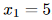 x₁ = 5